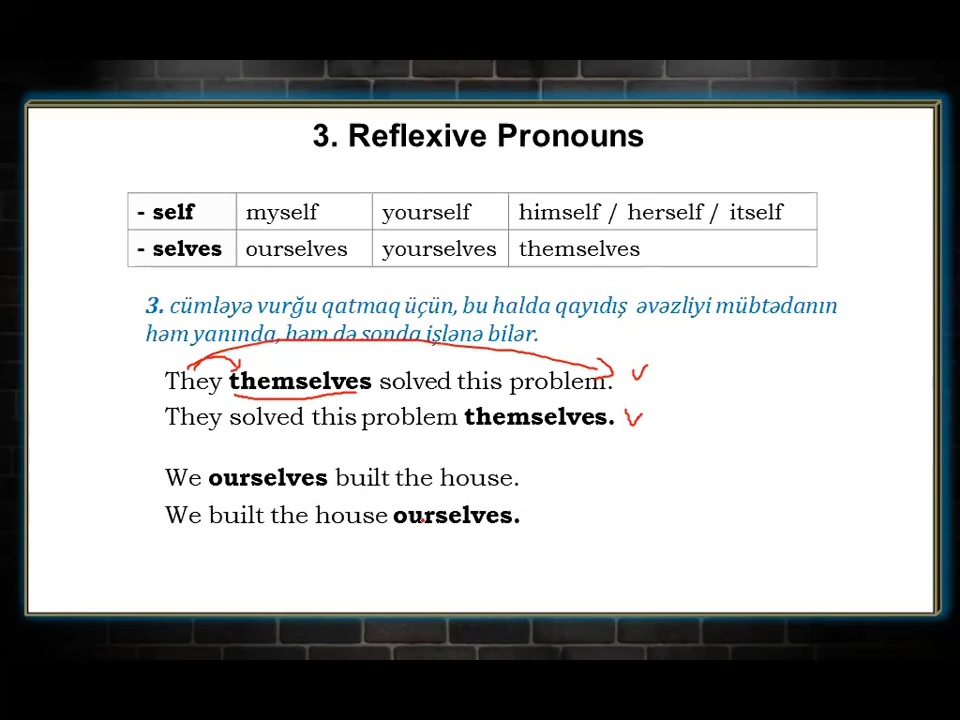 3. Reflexive Pronouns
- self myself yourself himself / herself / itself
- selves ourselves yourselves themselves
3. cümləyə vurğu qatmaq üçün, bu halda qayıdış əvəzliyi mübtədanın
həm yanında, həm də sonda işlənə bilər.
They themselves solved this problem.
They solved this problem themselves.
We ourselves built the house.
We built the house ourselves.